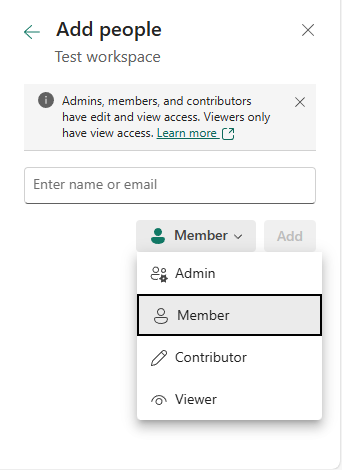 Add people
Test workspace
Admins, members, and contributors
have edit and view access. Viewers only
have view access. Learn more
Enter name or email
Member
Add
Admin
Member
Contributor
Viewer